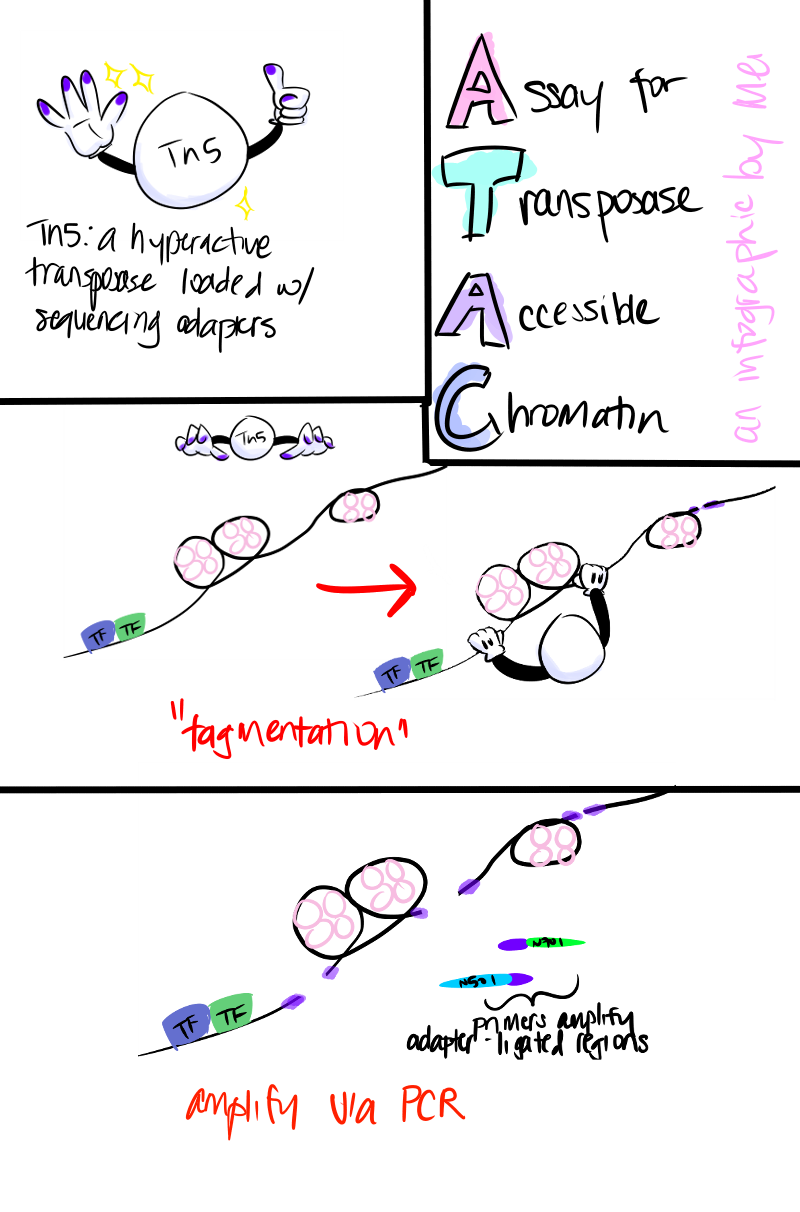 Tn5
Tn5: a hyperactive
transposase loaded w/
sequencing adapters
Assay for
Transposase
Accessible
Chromatin
an infographic by Mei
Tn5
TF TF
TF TF
"tagmentation"
N701
N501
primers amplify
adapter-ligated regions
TF TF
amplify via PCR